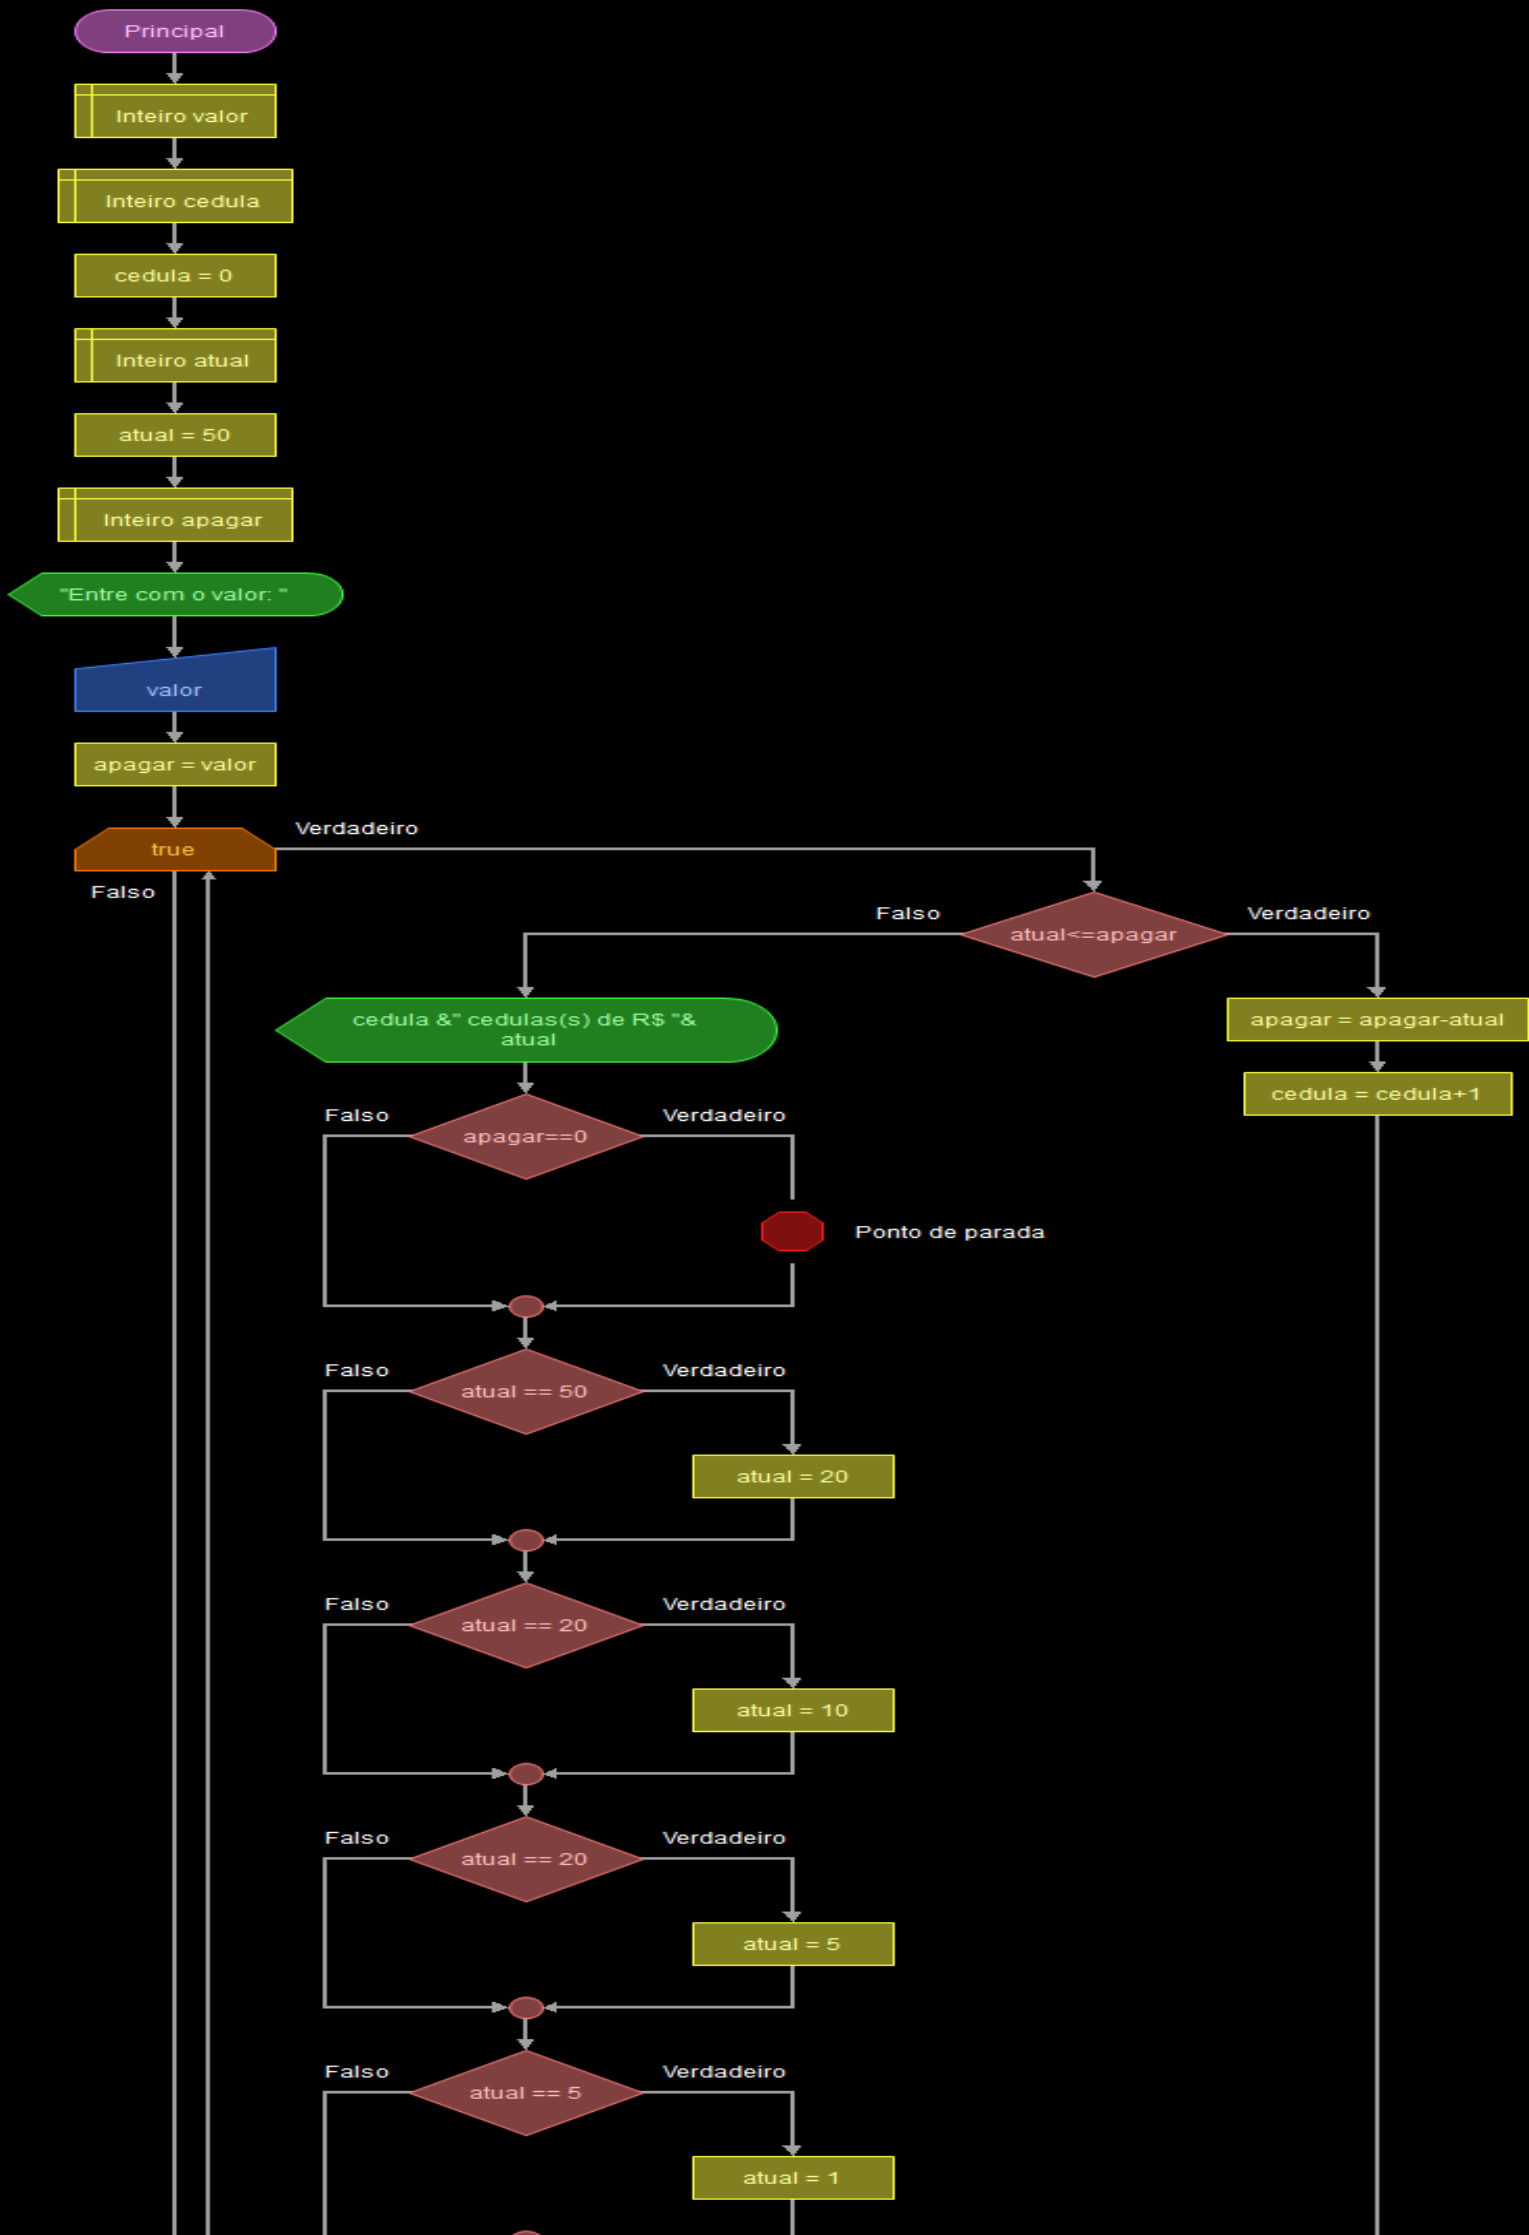 Principal
Inteiro valor
Inteiro cedula
cedula = 0
Inteiro atual
atual = 50
Inteiro apagar
"Entre com o valor: "
valor
apagar = valor
true
Verdadeiro
Falso
atual<=apagar
Falso
Verdadeiro
cedula &" cedulas(s) de R$ "&
atual
apagar = apagar-atual
cedula = cedula+1
apagar==0
Falso
Verdadeiro
Ponto de parada
atual == 50
Falso
Verdadeiro
atual = 20
atual == 20
Falso
Verdadeiro
atual = 10
atual == 20
Falso
Verdadeiro
atual = 5
atual == 5
Falso
Verdadeiro
atual = 1